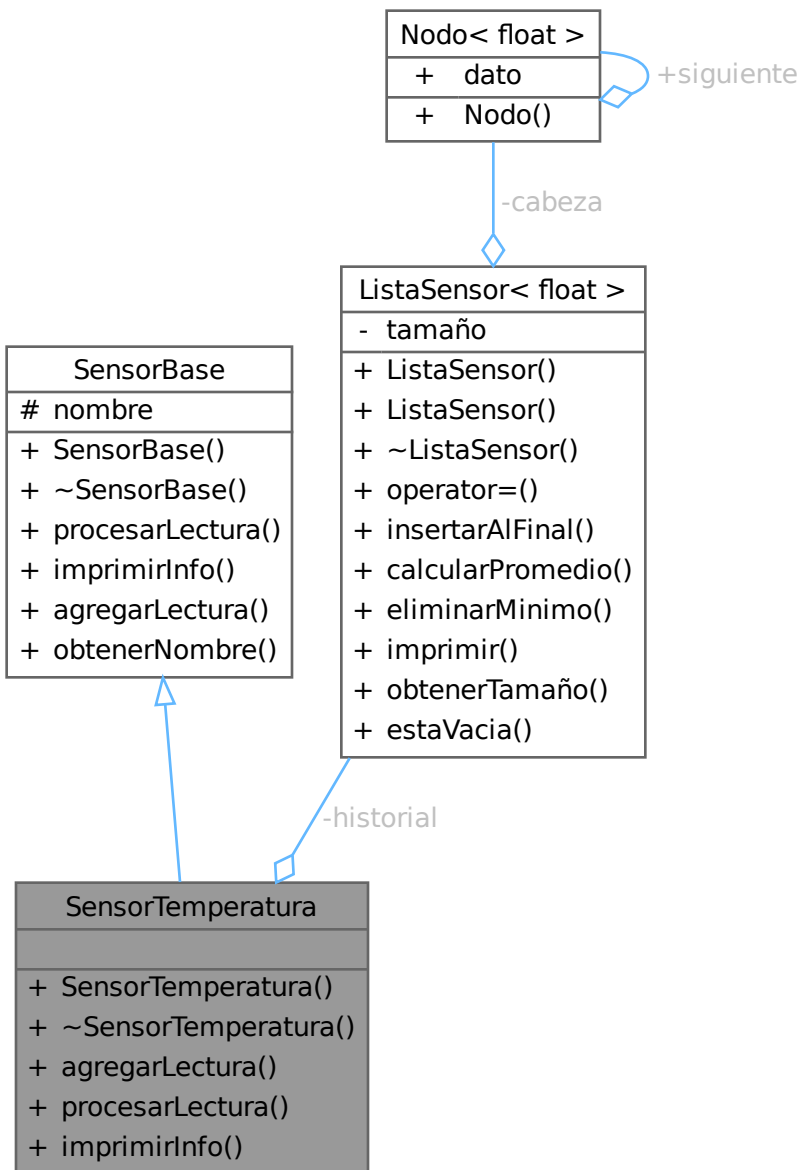 Nodo< float >
+ dato
+ Nodo()
+siguiente
-cabeza
ListaSensor< float >
- tamaño
+ ListaSensor()
+ ListaSensor()
+ ~ListaSensor()
+ operator=()
+ insertarAlFinal()
+ calcularPromedio()
+ eliminarMinimo()
+ imprimir()
+ obtenerTamaño()
+ estaVacia()
SensorBase
# nombre
+ SensorBase()
+ ~SensorBase()
+ procesarLectura()
+ imprimirInfo()
+ agregarLectura()
+ obtenerNombre()
-historial
SensorTemperatura
+ SensorTemperatura()
+ ~SensorTemperatura()
+ agregarLectura()
+ procesarLectura()
+ imprimirInfo()